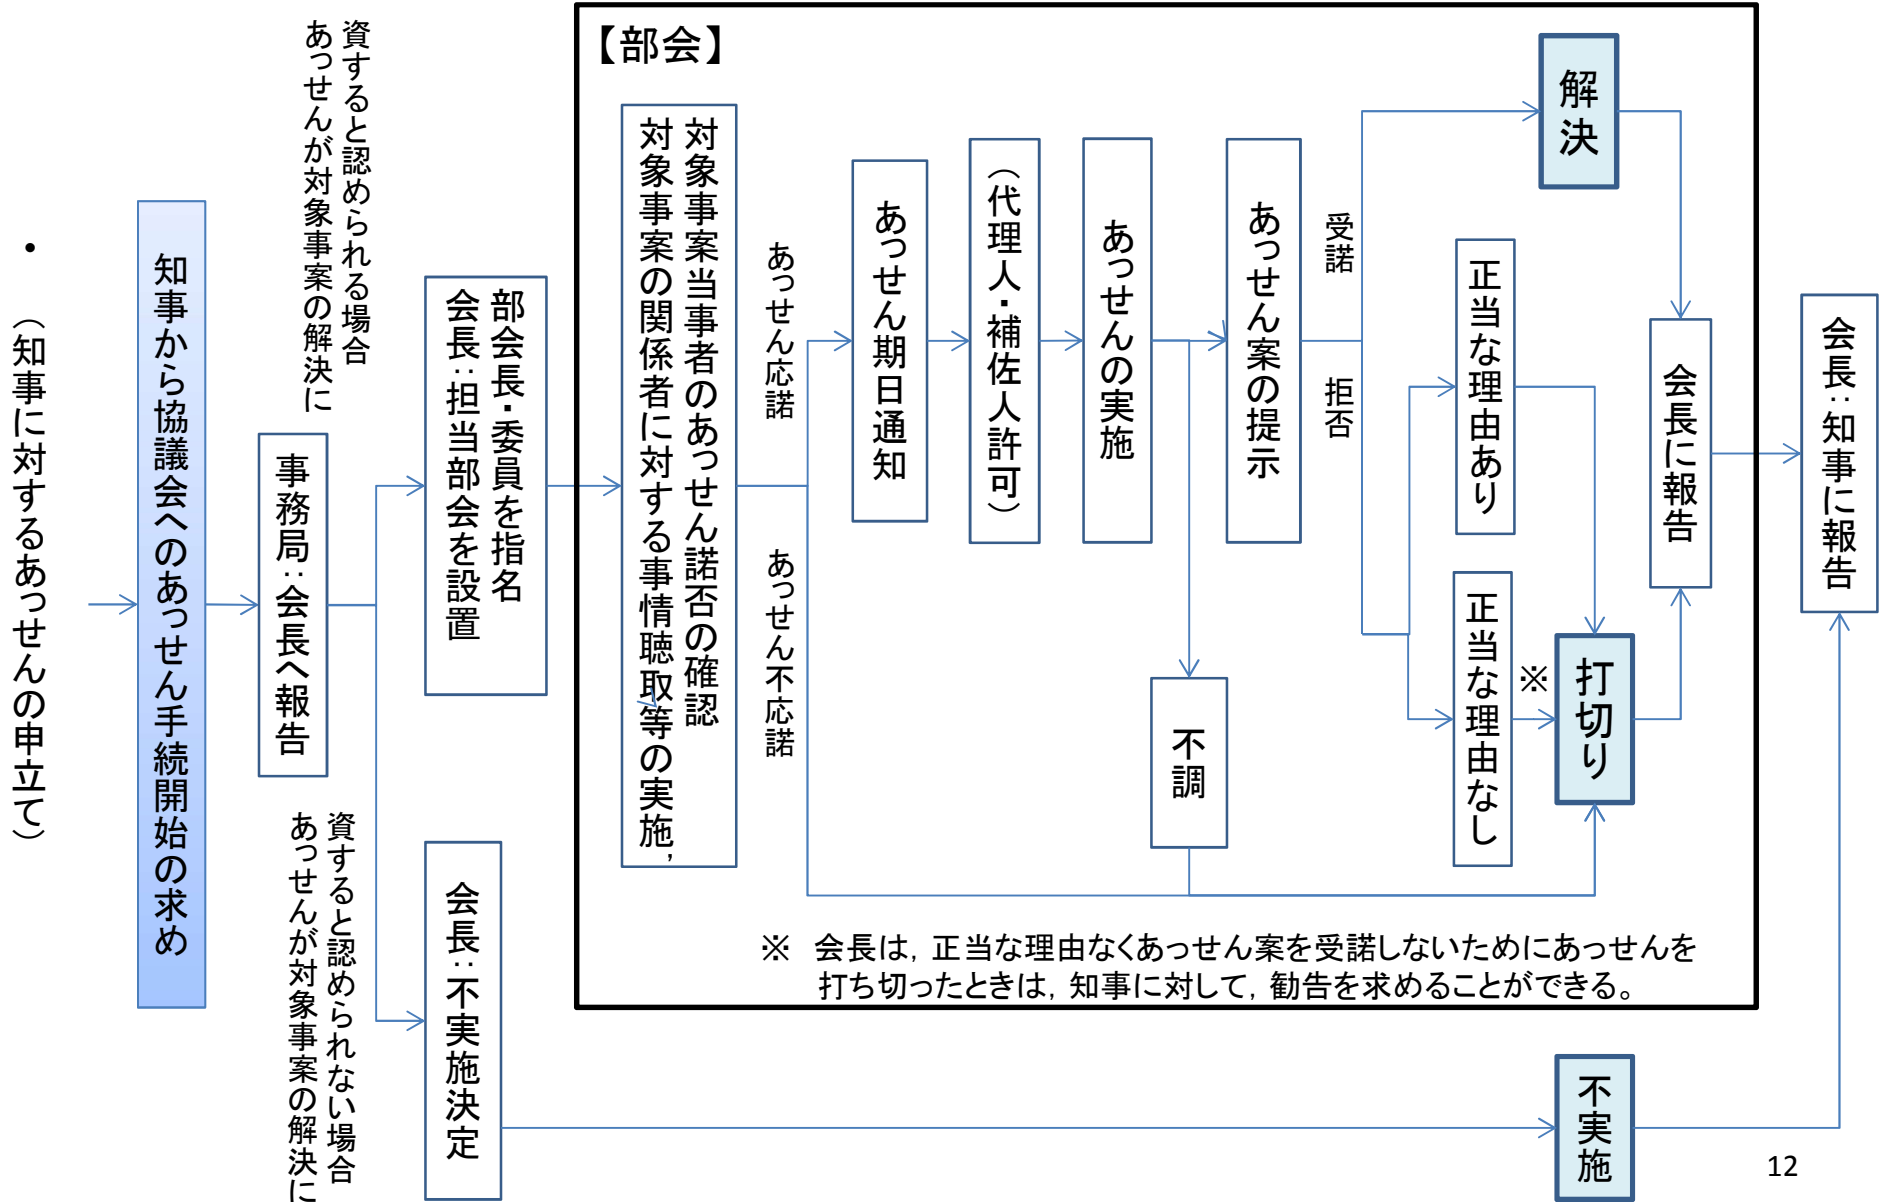 ・ （知事に対するあっせんの申立て）
知事から協議会へのあっせん手続開始の求め
事務局：会長へ報告
あっせんが対象事案の解決に
資すると認められる場合
会長：担当部会を設置
部会長・委員を指名
あっせんが対象事案の解決に
資すると認められない場合
会長：不実施決定
【部会】
対象事案の関係者に対する事情聴取等の実施，
対象事案当事者のあっせん諾否の確認
あっせん応諾
あっせん不応諾
あっせん期日通知
（代理人・補佐人許可）
あっせんの実施
不調
あっせん案の提示
受諾
拒否
解決
正当な理由あり
正当な理由なし
※
打切り
会長に報告
※　会長は，正当な理由なくあっせん案を受諾しないためにあっせんを
打ち切ったときは，知事に対して，勧告を求めることができる。
不実施
会長：知事に報告
12